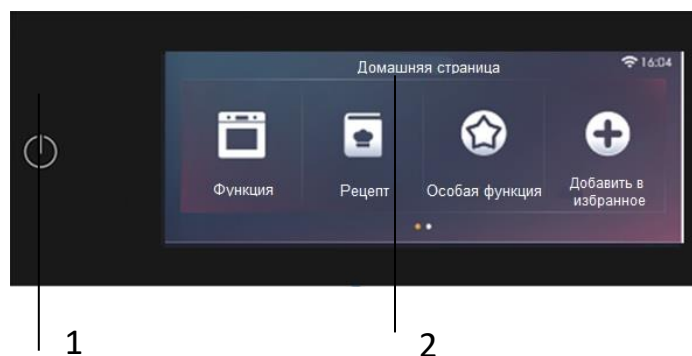 Домашняя страница
16:04
Функция
Рецепт
Особая функция
Добавить в
избранное
1
2